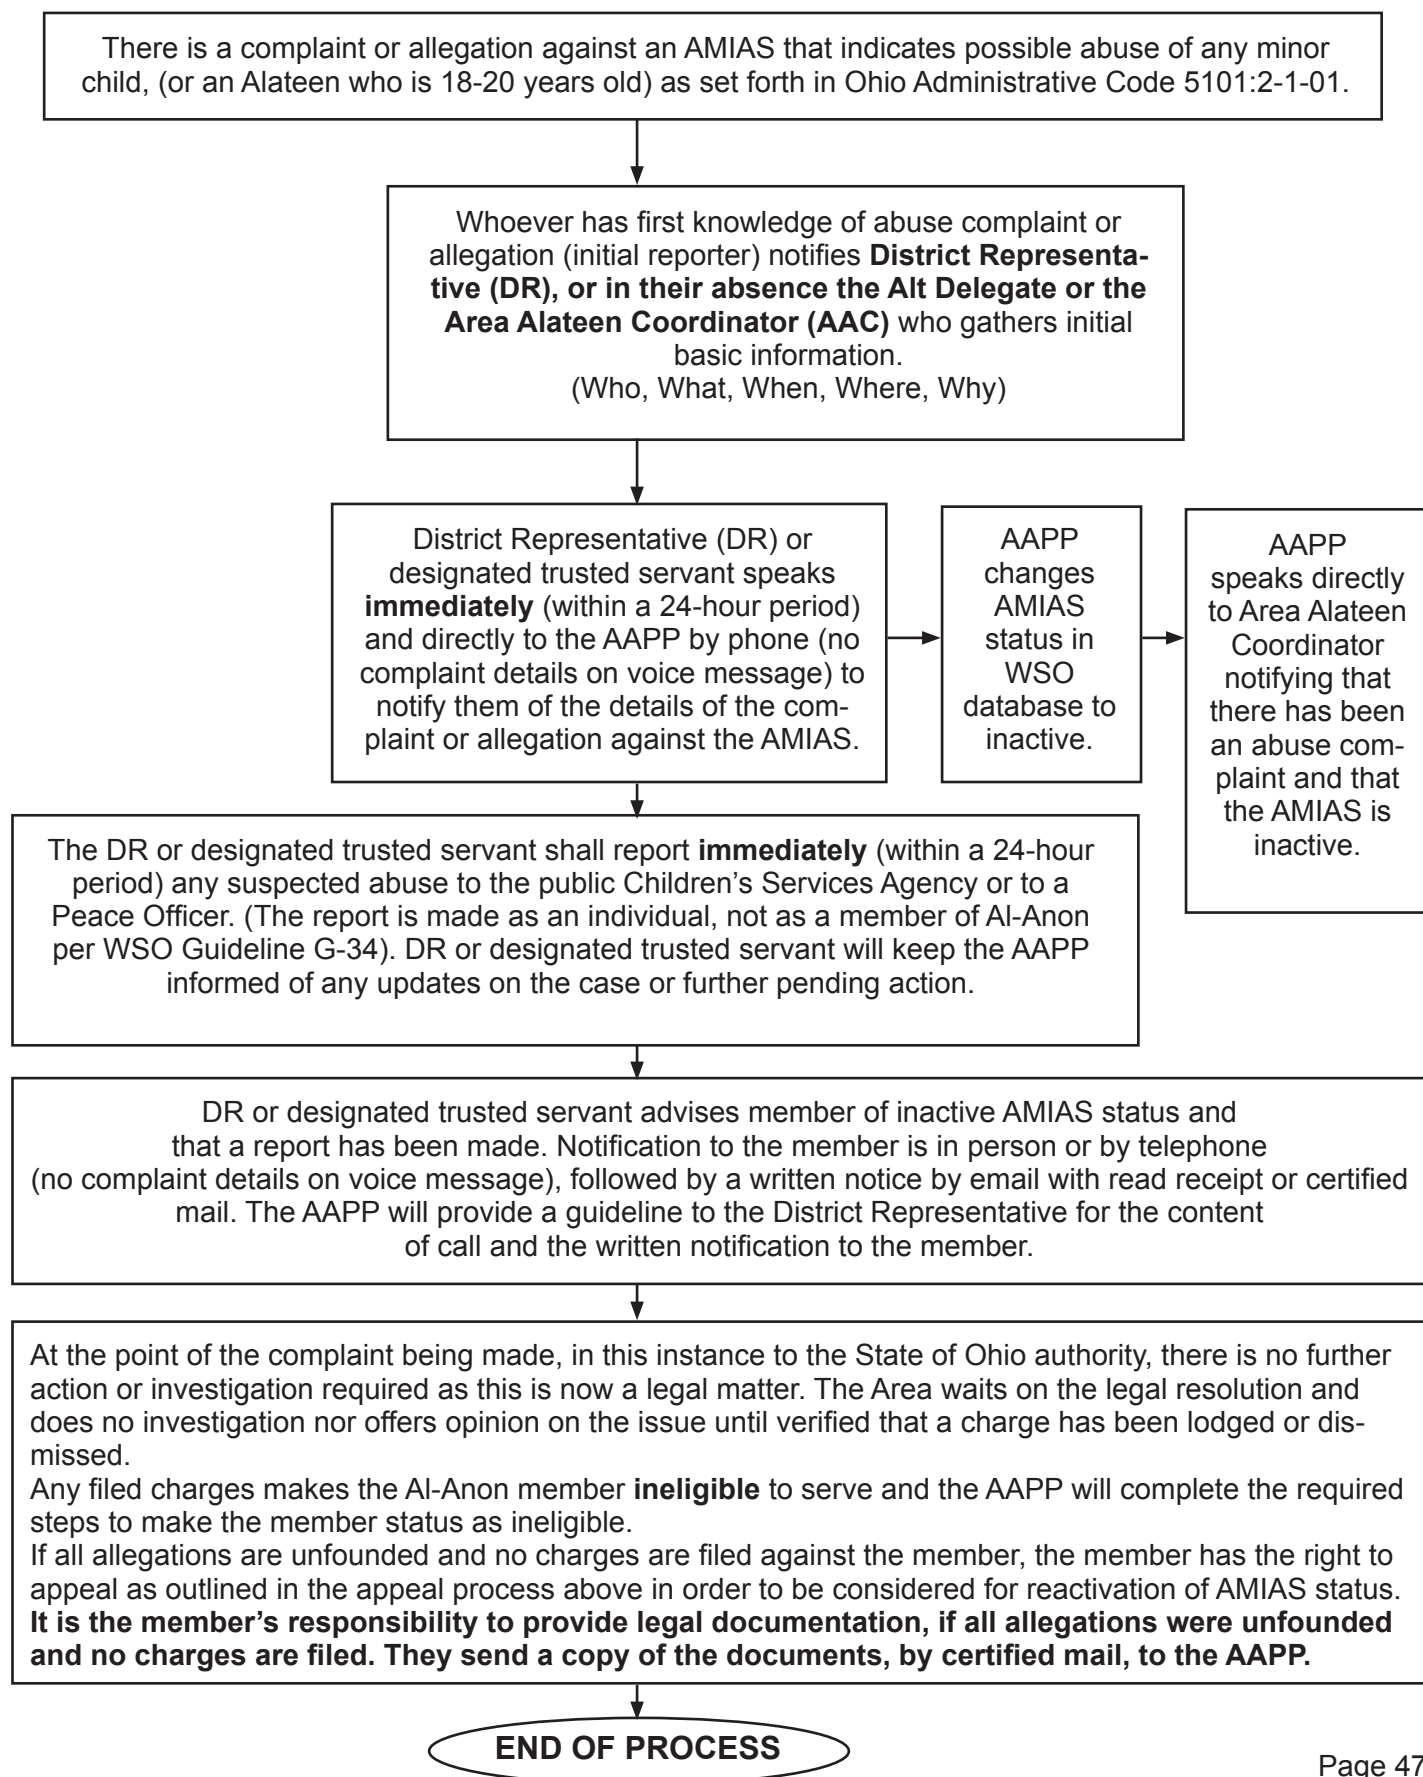 There is a complaint or allegation against an AMIAS that indicates possible abuse of any minor
child, (or an Alateen who is 18-20 years old) as set forth in Ohio Administrative Code 5101:2-1-01.
Whoever has first knowledge of abuse complaint or
allegation (initial reporter) notifies District Representa-
tive (DR), or in their absence the Alt Delegate or the
Area Alateen Coordinator (AAC) who gathers initial
basic information.
(Who, What, When, Where, Why)
District Representative (DR) or
designated trusted servant speaks
immediately (within a 24-hour period)
and directly to the AAPP by phone (no
complaint details on voice message) to
notify them of the details of the com-
plaint or allegation against the AMIAS.
AAPP
changes
AMIAS
status in
WSO
database to
inactive.
AAPP
speaks directly
to Area Alateen
Coordinator
notifying that
there has been
an abuse com-
plaint and that
the AMIAS is
inactive.
The DR or designated trusted servant shall report immediately (within a 24-hour
period) any suspected abuse to the public Children's Services Agency or to a
Peace Officer. (The report is made as an individual, not as a member of Al-Anon
per WSO Guideline G-34). DR or designated trusted servant will keep the AAPP
informed of any updates on the case or further pending action.
DR or designated trusted servant advises member of inactive AMIAS status and
that a report has been made. Notification to the member is in person or by telephone
(no complaint details on voice message), followed by a written notice by email with read receipt or certified
mail. The AAPP will provide a guideline to the District Representative for the content
of call and the written notification to the member.
At the point of the complaint being made, in this instance to the State of Ohio authority, there is no further
action or investigation required as this is now a legal matter. The Area waits on the legal resolution and
does no investigation nor offers opinion on the issue until verified that a charge has been lodged or dis-
missed.
Any filed charges makes the Al-Anon member ineligible to serve and the AAPP will complete the required
steps to make the member status as ineligible.
If all allegations are unfounded and no charges are filed against the member, the member has the right to
appeal as outlined in the appeal process above in order to be considered for reactivation of AMIAS status.
It is the member's responsibility to provide legal documentation, if all allegations were unfounded
and no charges are filed. They send a copy of the documents, by certified mail, to the AAPP.
END OF PROCESS
Page 47